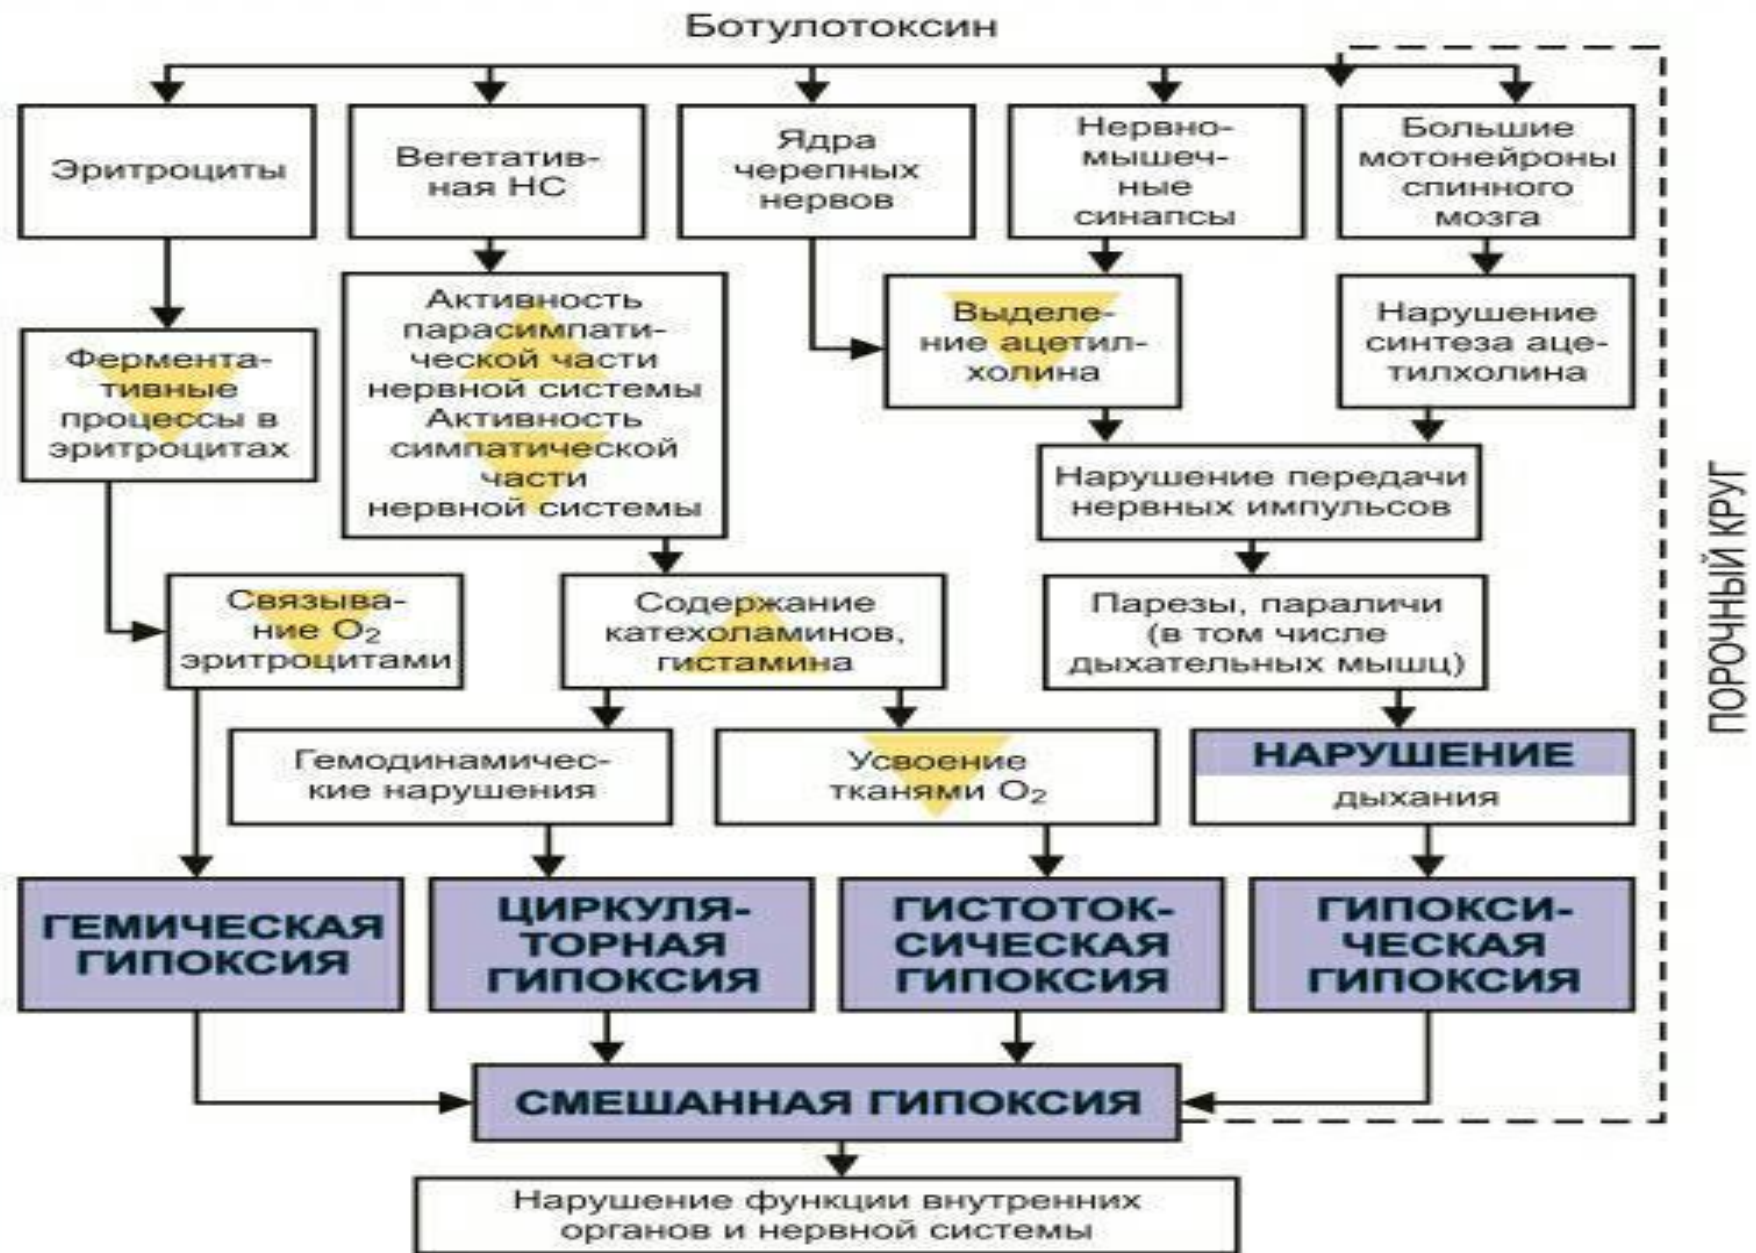 Ботулотоксин
Эритроциты
Вегетатив-
ная НС
Ядра
черепных
нервов
Нервно-
мышеч-
ные
синапсы
Большие
мотонейроны
спинного
мозга
Фермента-
тивные
процессы в
эритроцитах
Активность
парасимпати-
ческой части
нервной системы
Активность
симпатической
части
нервной системы
Выделе-
ние ацетил-
холина
Нарушение
синтеза аце-
тилхолина
Нарушение передачи
нервных импульсов
Связыва-
ние O₂
эритроцитами
Содержание
катехоламинов,
гистамина
Парезы, параличи
(в том числе
дыхательных мышц)
Гемодинамичес-
кие нарушения
Усвоение
тканями O₂
НАРУШЕНИЕ
дыхания
ГЕМИЧЕСКАЯ
ГИПОКСИЯ
ЦИРКУЛЯ-
ТОРНАЯ
ГИПОКСИЯ
ГИСТОТОК-
СИЧЕСКАЯ
ГИПОКСИЯ
ГИПОКСИ-
ЧЕСКАЯ
ГИПОКСИЯ
СМЕШАННАЯ ГИПОКСИЯ
Нарушение функции внутренних
органов и нервной системы
ПОРОЧНЫЙ КРУГ